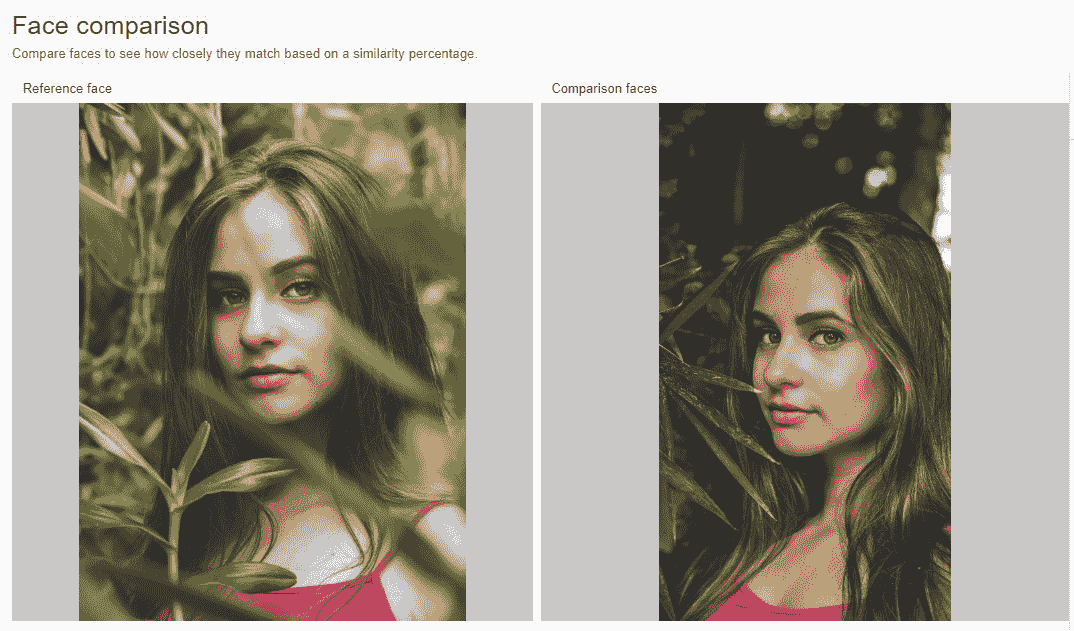 Face comparison
Compare faces to see how closely they match based on a similarity percentage.
Reference face
Comparison faces